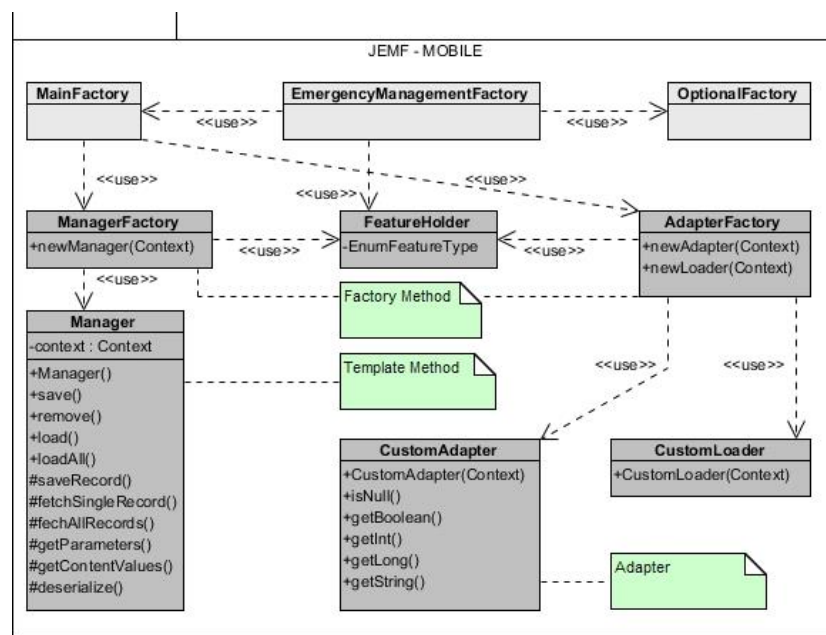 JEMF - MOBILE
MainFactory
EmergencyManagementFactory
OptionalFactory
<<use>>
<<use>>
<<use>>
<<use>>
<<use>>
ManagerFactory
+newManager(Context)
FeatureHolder
-EnumFeatureType
AdapterFactory
+newAdapter(Context)
+newLoader(Context)
<<use>>
<<use>>
<<use>>
Factory Method
Manager
-context : Context
+Manager()
+save()
+remove()
+load()
+loadAll()
#saveRecord()
#fetchSingleRecord()
#fechAllRecords()
#getParameters()
#getContentValues()
#deserialize()
Template Method
<<use>>
<<use>>
CustomAdapter
+CustomAdapter(Context)
+isNull()
+getBoolean()
+getInt()
+getLong()
+getString()
CustomLoader
+CustomLoader(Context)
Adapter